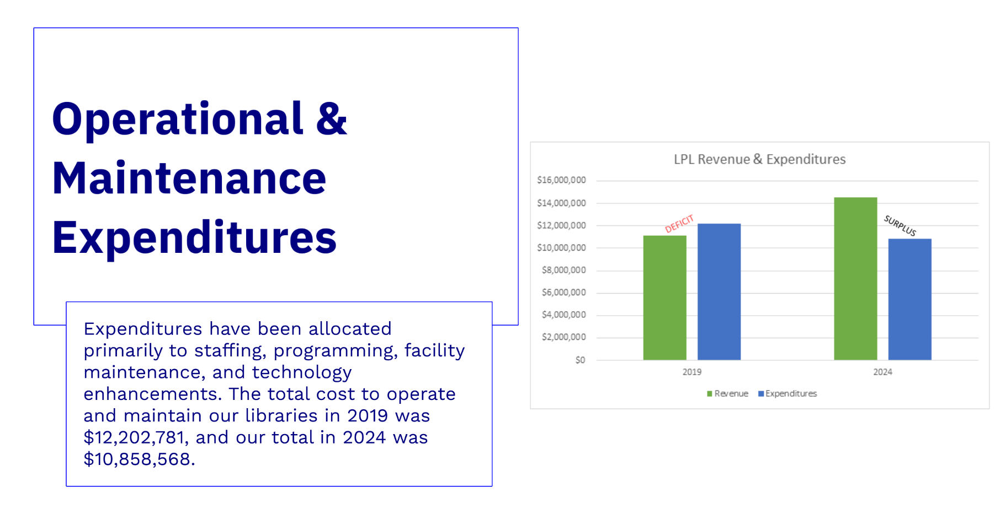 Operational &
Maintenance
Expenditures
Expenditures have been allocated
primarily to staffing, programming, facility
maintenance, and technology
enhancements. The total cost to operate
and maintain our libraries in 2019 was
$12,202,781, and our total in 2024 was
$10,858,568.
LPL Revenue & Expenditures
$16,000,000
$14,000,000
$12,000,000
$10,000,000
$8,000,000
$6,000,000
$4,000,000
$2,000,000
$0
DEFICIT
SURPLUS
2019
2024
Revenue
Expenditures